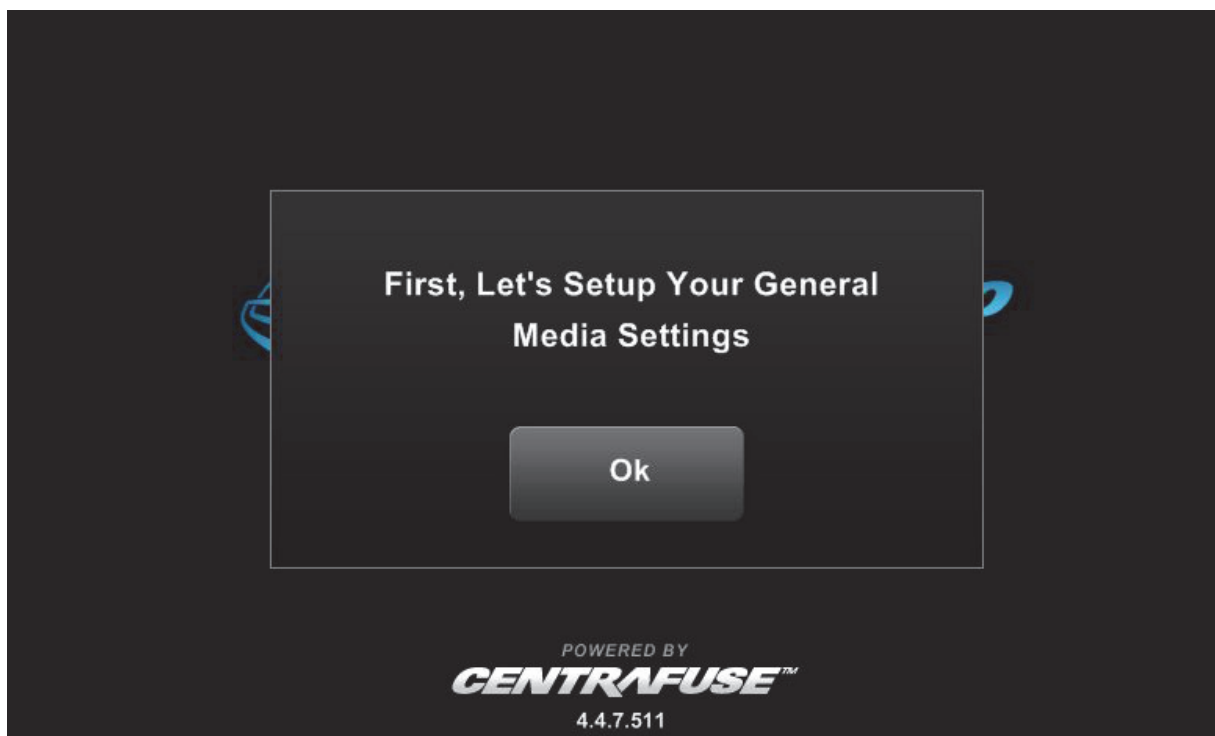 First, Let's Setup Your General
Media Settings
Ok
POWERED BY
CENTRAFUSE™
4.4.7.511